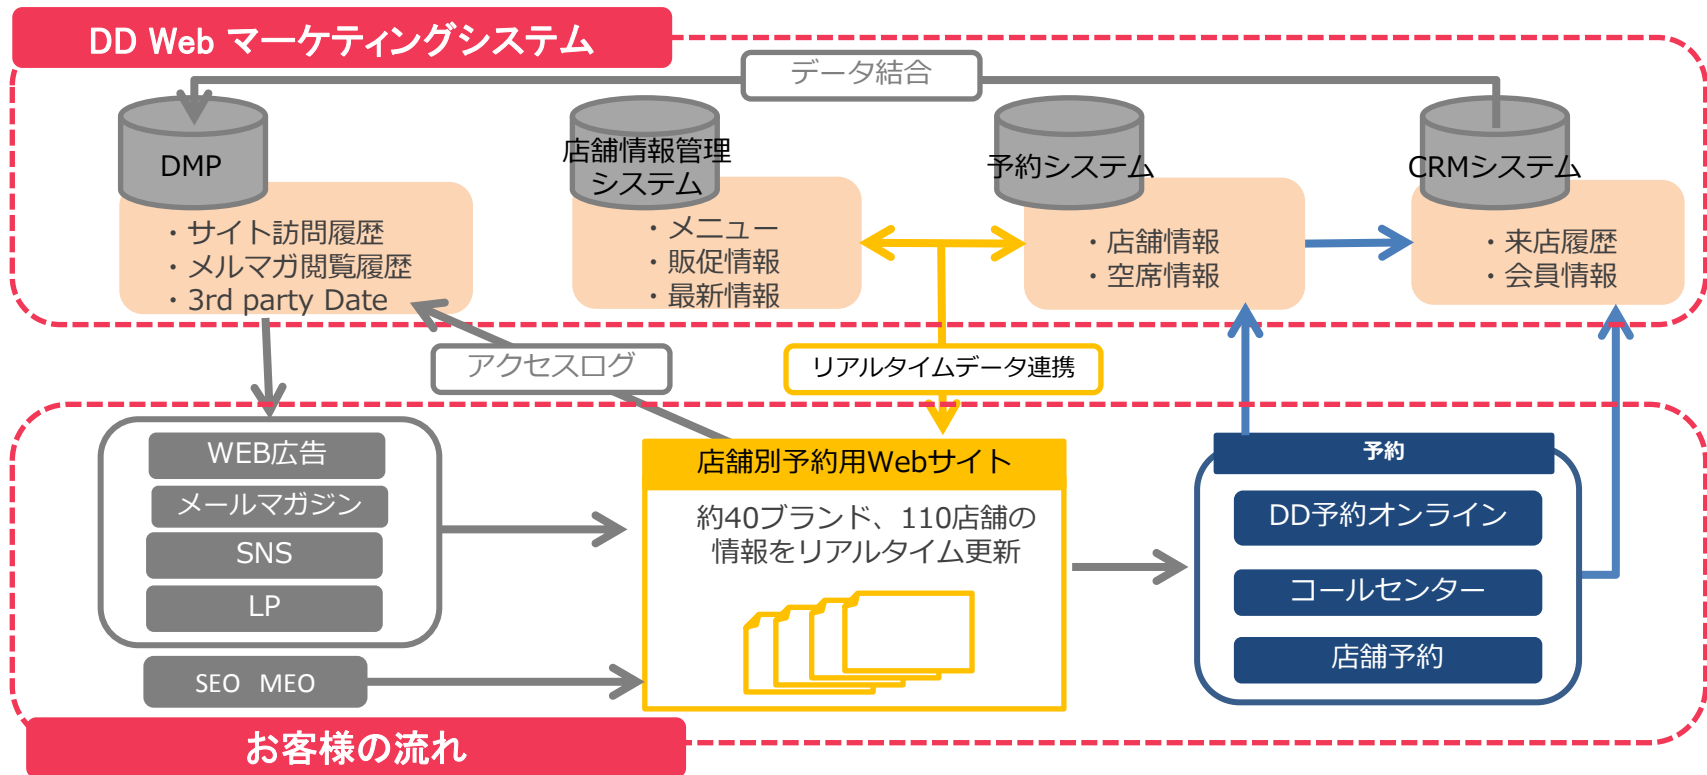 DD Web マーケティングシステム
データ結合
DMP
・サイト訪問履歴
・メルマガ閲覧履歴
・3rd party Date
店舗情報管理
システム
・メニュー
・販促情報
・最新情報
予約システム
・店舗情報
・空席情報
CRMシステム
・来店履歴
・会員情報
アクセスログ
リアルタイムデータ連携
WEB広告
メールマガジン
SNS
LP
SEO MEO
店舗別予約用Webサイト
約40ブランド、110店舗の
情報をリアルタイム更新
予約
DD予約オンライン
コールセンター
店舗予約
お客様の流れ